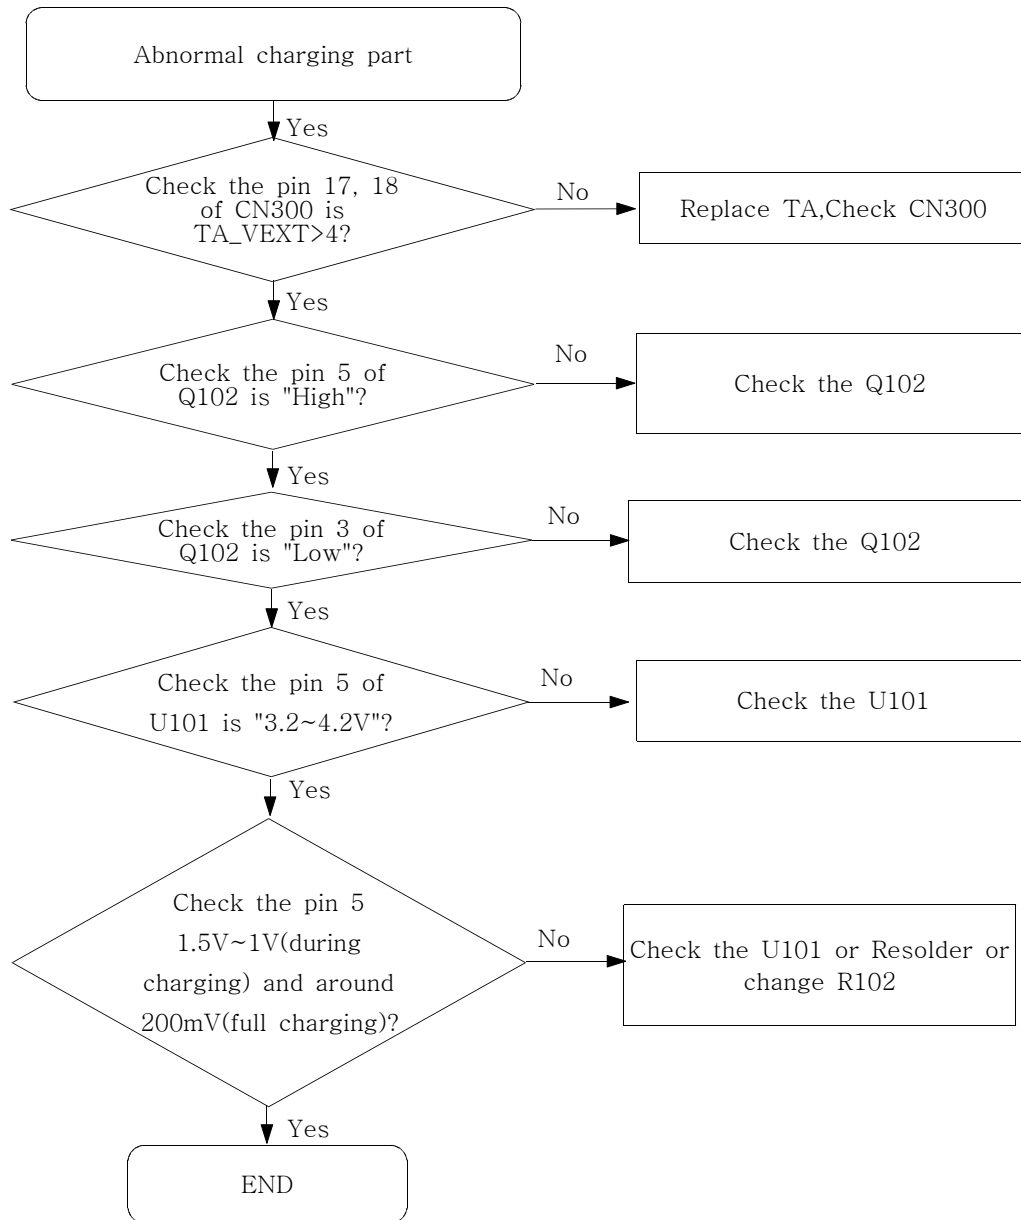 Abnormal charging part
Yes
Check the pin 17, 18
of CN300 is
TA_VEXT>4?
No
Replace TA,Check CN300
Yes
Check the pin 5 of
Q102 is "High"?
No
Check the Q102
Yes
Check the pin 3 of
Q102 is "Low"?
No
Check the Q102
Yes
Check the pin 5 of
U101 is "3.2~4.2V"?
No
Check the U101
Yes
Check the pin 5
1.5V~1V(during
charging) and around
200mV(full charging)?
No
Check the U101 or Resolder or
change R102
Yes
END